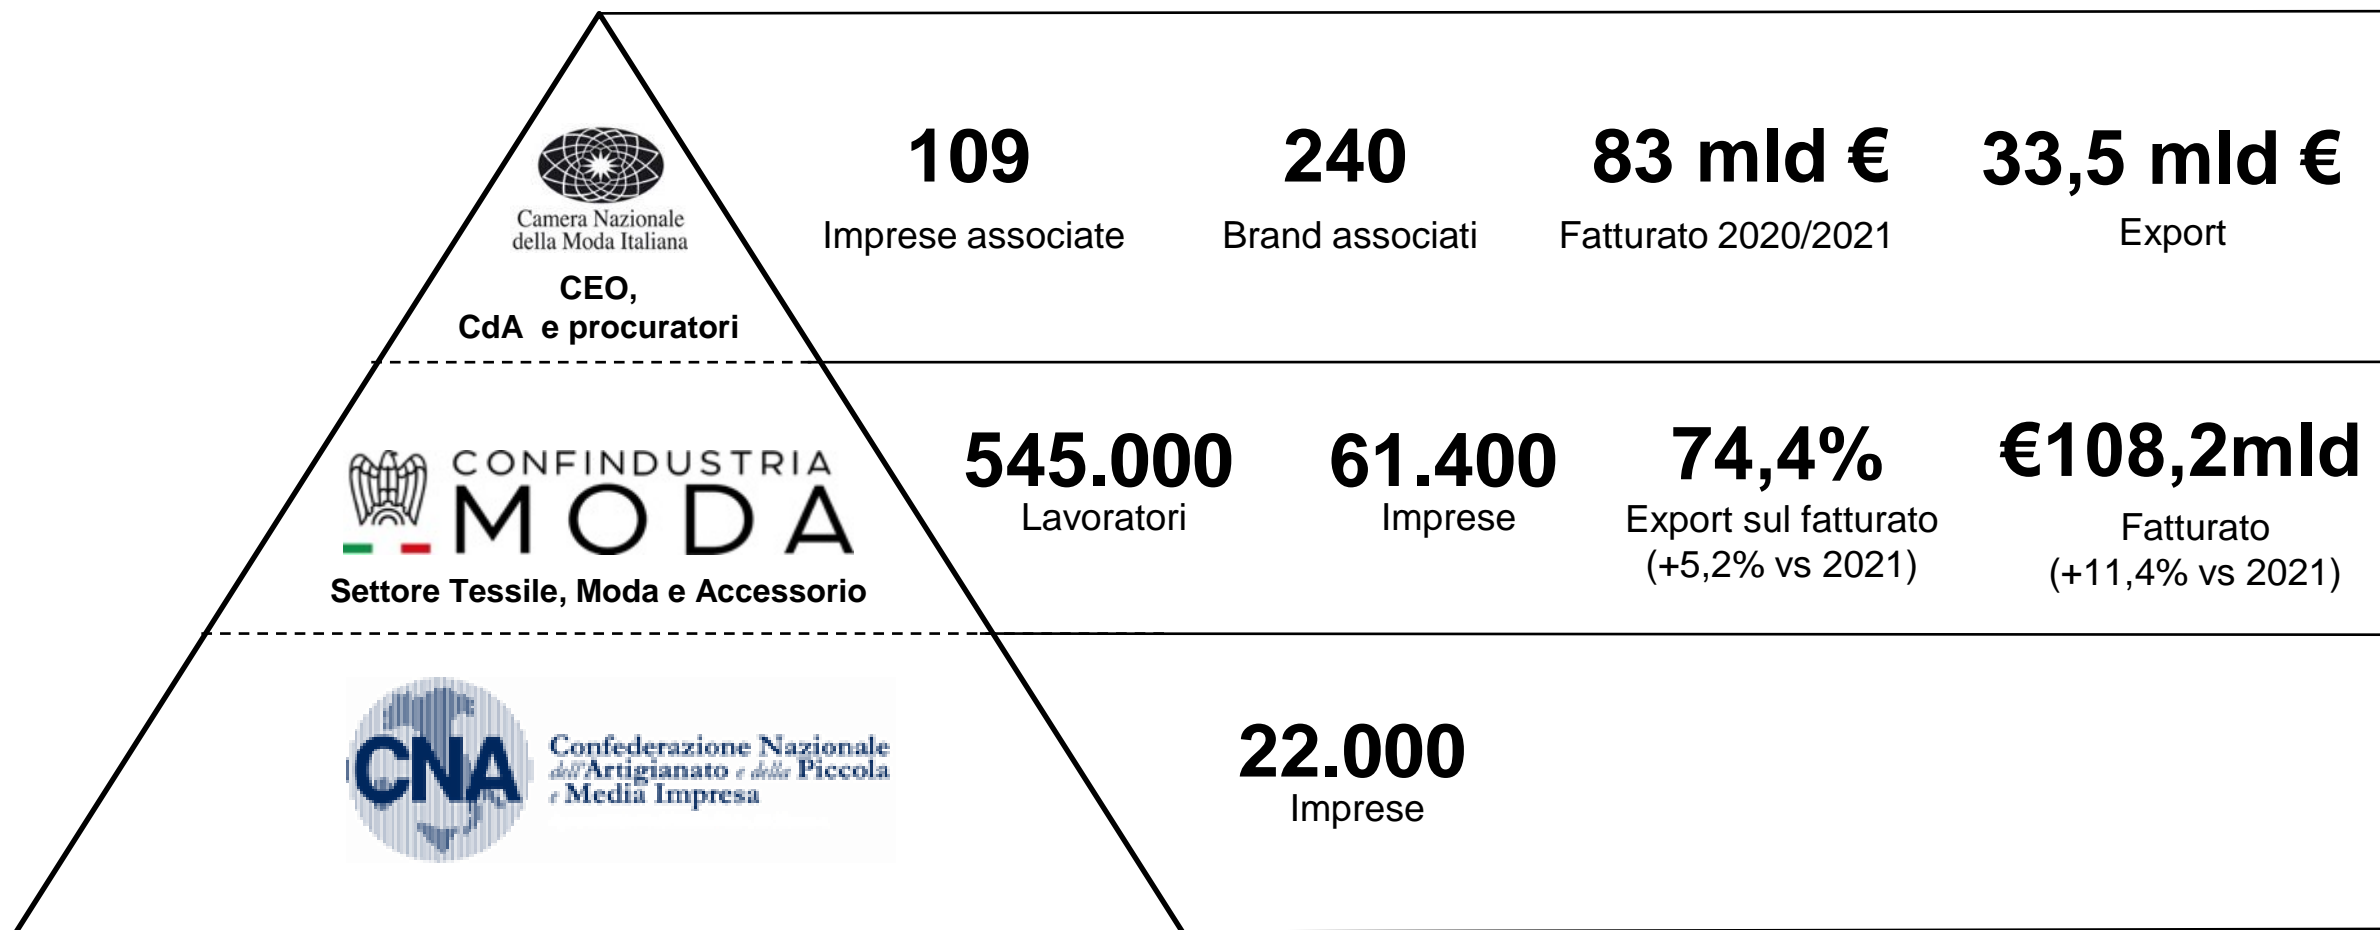 109
240
83 mld €
33,5 mld €
Imprese associate
Brand associati
Fatturato 2020/2021
Export
Camera Nazionale
della Moda Italiana
CEO,
CdA e procuratori
545.000
61.400
74,4%
€108,2mld
Lavoratori
Imprese
Export sul fatturato
(+5,2% vs 2021)
Fatturato
(+11,4% vs 2021)
CONFINDUSTRIA
MODA
Settore Tessile, Moda e Accessorio
CNA
Confederazione Nazionale
dell'Artigianato e della Piccola
e Media Impresa
22.000
Imprese